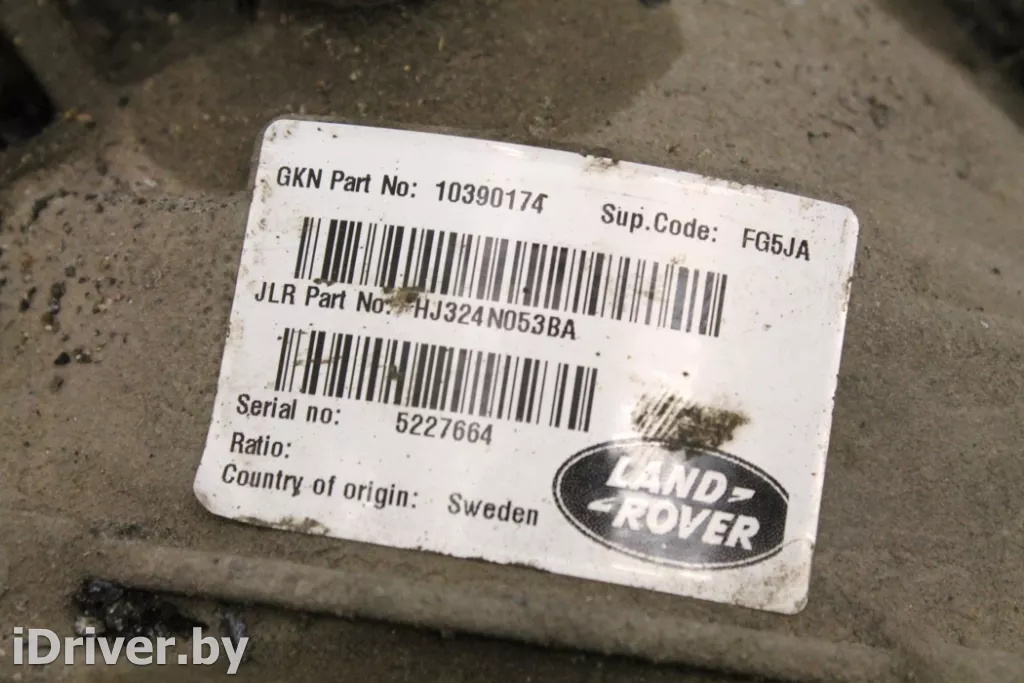 GKN Part No: 10390174 Sup.Code: FG5JA
JLR Part No: HJ324N053BA
Serial no: 5227664
Ratio:
Country of origin: Sweden
LAND
ROVER
iDriver.by